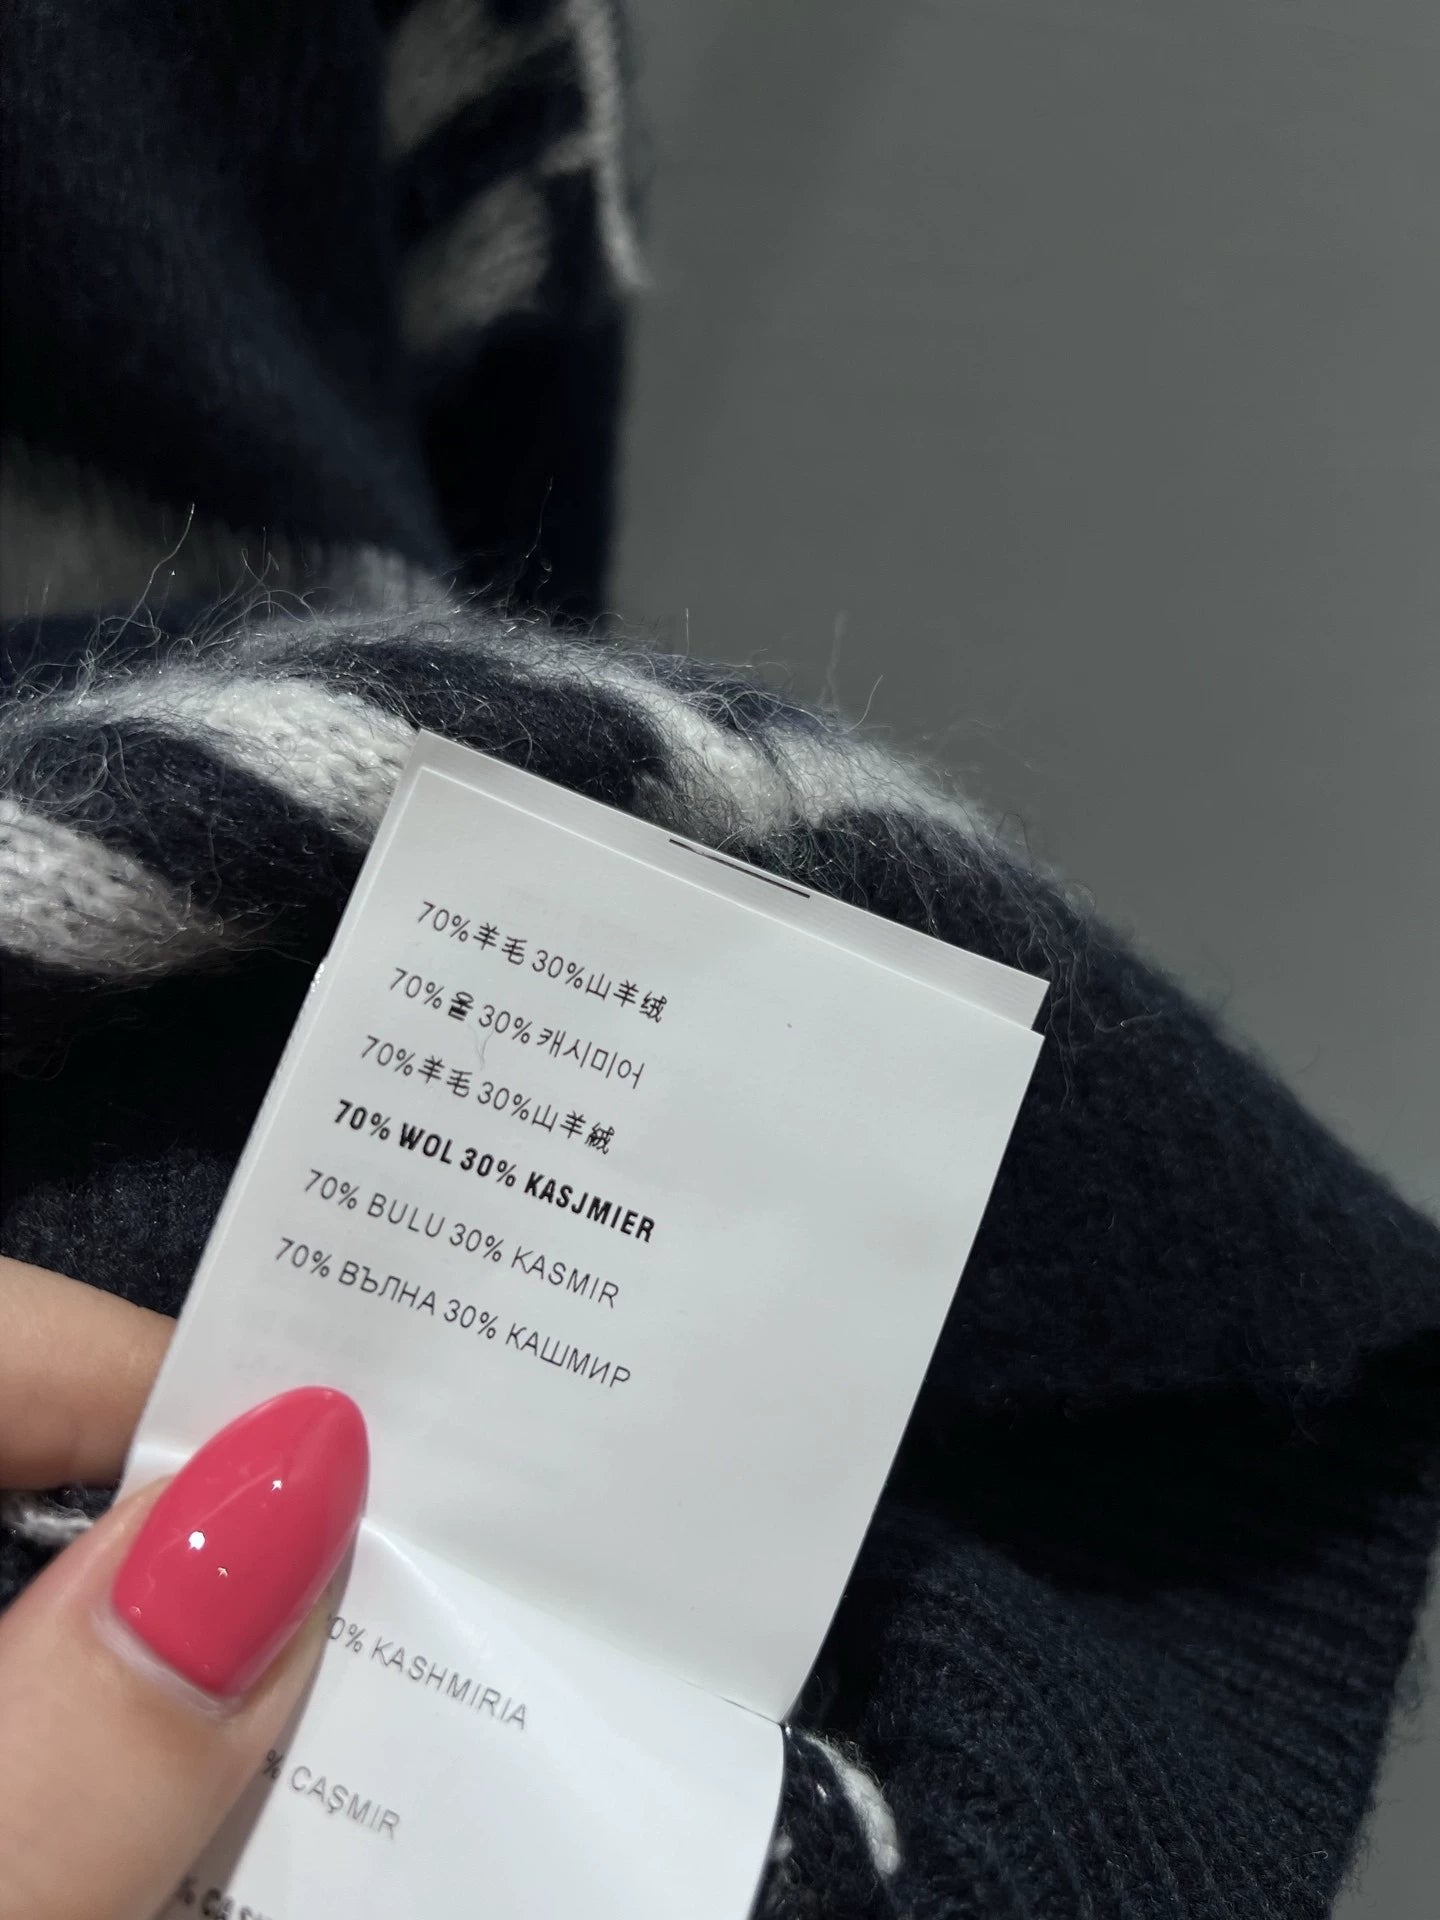 70%羊毛 30%山羊绒
70%울 30%캐시미어
70%羊毛 30%山羊絨
70% WOL 30% KASJMIER
70% BULU 30% KASMIR
70% ВЪЛНА 30% КАШМИР
0% KASHMIRIA
% CAŞMIR
%